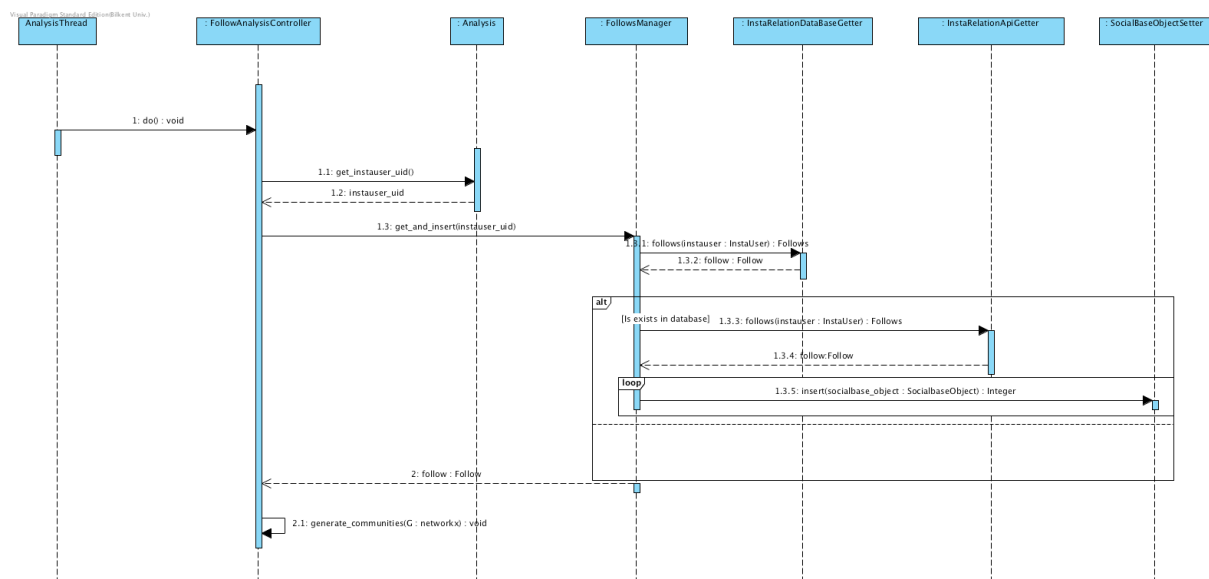 Visual Paradigm Standard Edition(Bilkent Univ.)
AnalysisThread
: FollowAnalysisController
: Analysis
: FollowsManager
: InstaRelationDataBaseGetter
: InstaRelationApiGetter
: SocialBaseObjectSetter
1: do() : void
1.1: get_instauser_uid()
1.2: instauser_uid
1.3: get_and_insert(instauser_uid)
1.3.1: follows(instauser : InstaUser) : Follows
1.3.2: follow : Follow
alt
[Is exists in database]
1.3.3: follows(instauser : InstaUser) : Follows
1.3.4: follow:Follow
loop
1.3.5: insert(socialbase_object : SocialbaseObject) : Integer
2: follow : Follow
2.1: generate_communities(G : networkx) : void